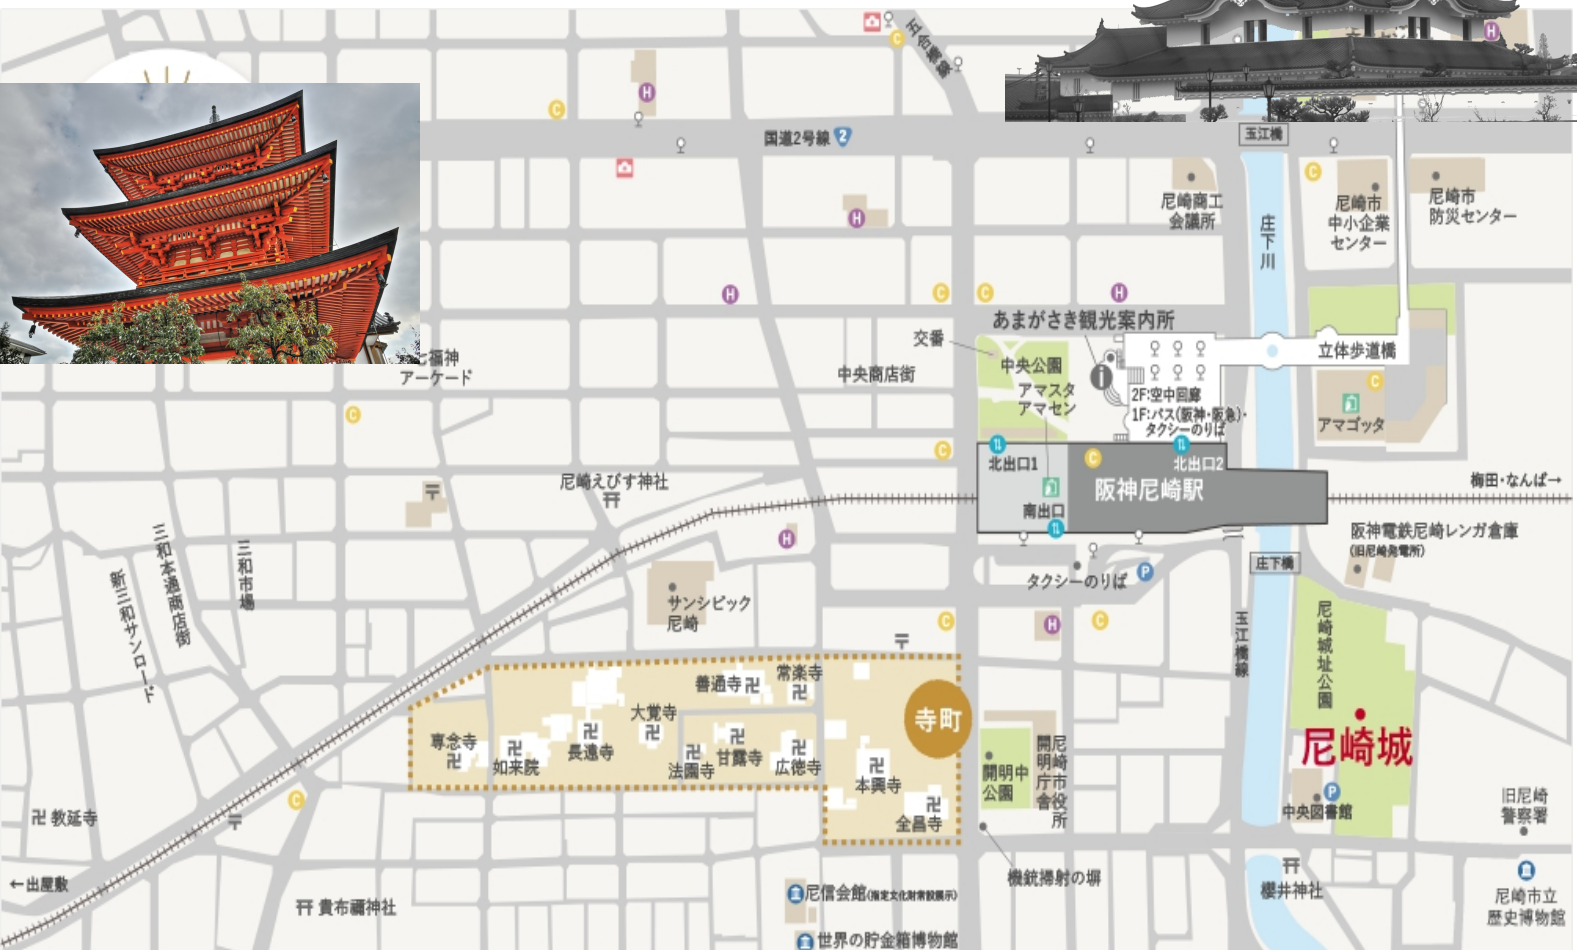 五合橋線
国道2号線
2
玉江橋
尼崎商工
会議所
庄下川
尼崎市
中小企業
センター
尼崎市
防災センター
あまがさき観光案内所
交番
中央公園
アマスタ
アマセン
2F:空中回廊
1F:バス(阪神・阪急)・
タクシーのりば
立体歩道橋
アマゴッタ
七福神
アーケード
中央商店街
北出口1
北出口2
阪神尼崎駅
南出口
梅田・なんば→
尼崎えびす神社
三和本通商店街
三和市場
新三和サンロード
サンシビック
尼崎
タクシーのりば
庄下橋
阪神電鉄尼崎レンガ倉庫
(旧尼崎発電所)
玉江橋線
尼崎城址公園
尼崎城
中央図書館
寺町
専念寺
如来院
長遠寺
大覚寺
善通寺
常楽寺
法園寺
甘露寺
広徳寺
本興寺
全昌寺
開明中
公園
尼崎市役所
開明庁舎
機銃掃射の塀
教延寺
←出屋敷
貴布禰神社
尼信会館(指定文化財常設展示)
世界の貯金箱博物館
櫻井神社
旧尼崎
警察署
尼崎市立
歴史博物館